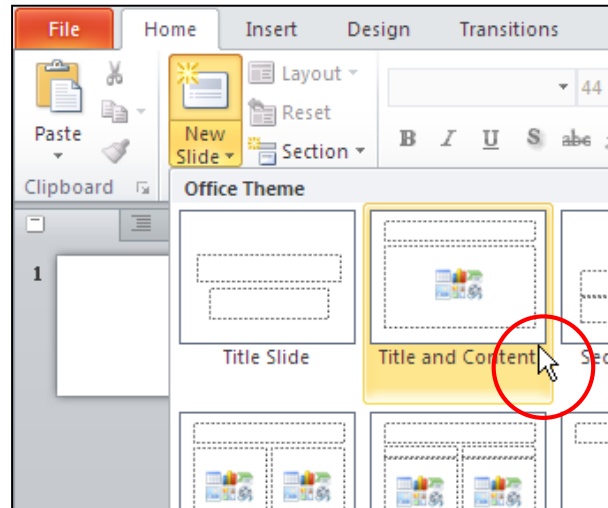 File Home Insert Design Transitions
Layout
44
Reset
Paste New Slide
Section
B I U S abc
Clipboard
Office Theme
1
Title Slide Title and Content Sec